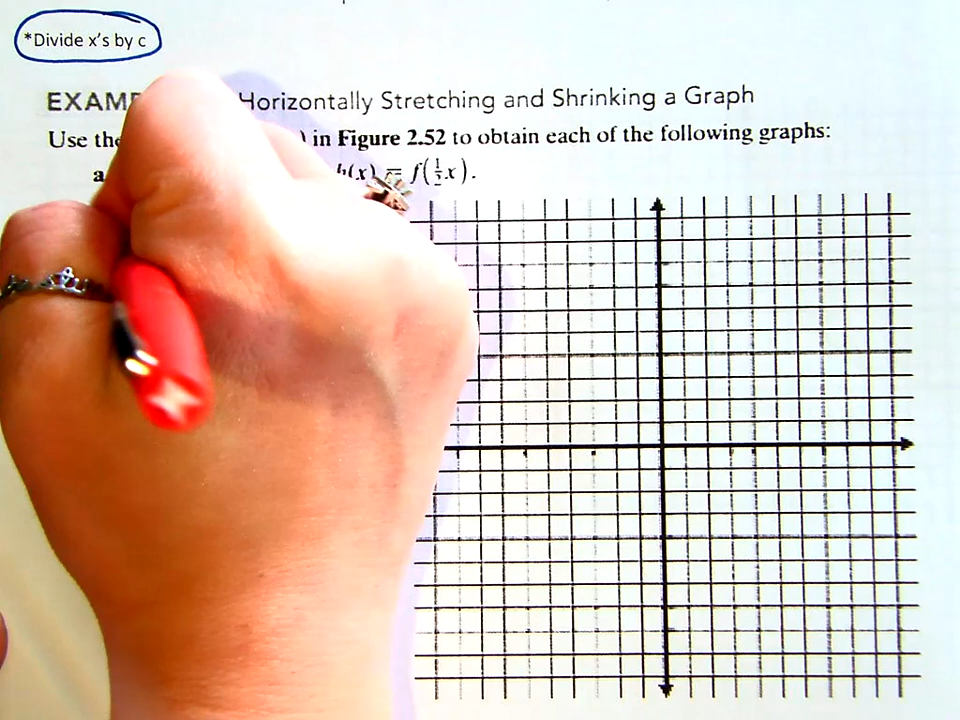 *Divide x's by c
EXAM Horizontally Stretching and Shrinking a Graph
Use the ) in Figure 2.52 to obtain each of the following graphs:
a h(x) = f(½x).